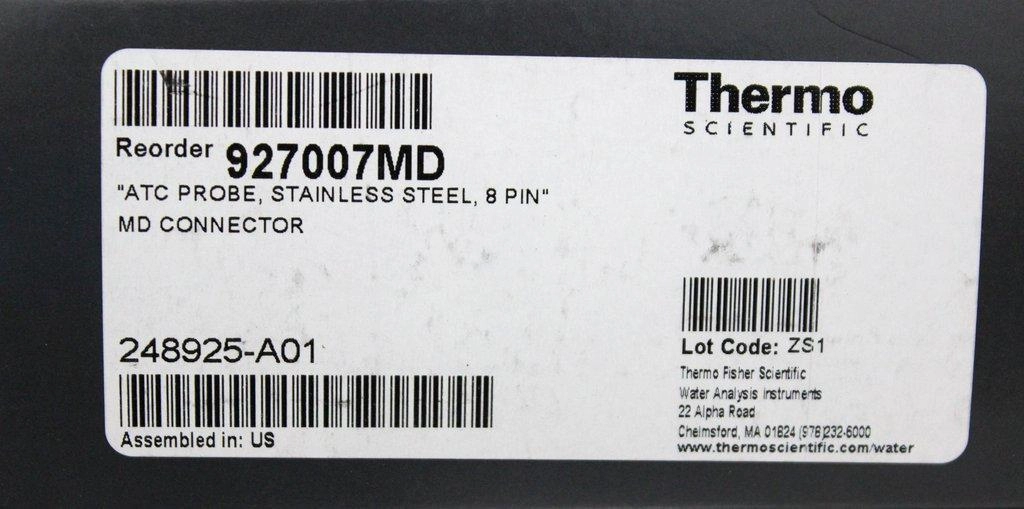 Reorder 927007MD
"ATC PROBE, STAINLESS STEEL, 8 PIN"
MD CONNECTOR
248925-A01
Assembled in: US
Thermo
SCIENTIFIC
Lot Code: ZS1
Thermo Fisher Scientific
Water Analysis Instruments
22 Alpha Road
Chelmsford, MA 01824 (978)232-6000
www.thermoscientific.com/water